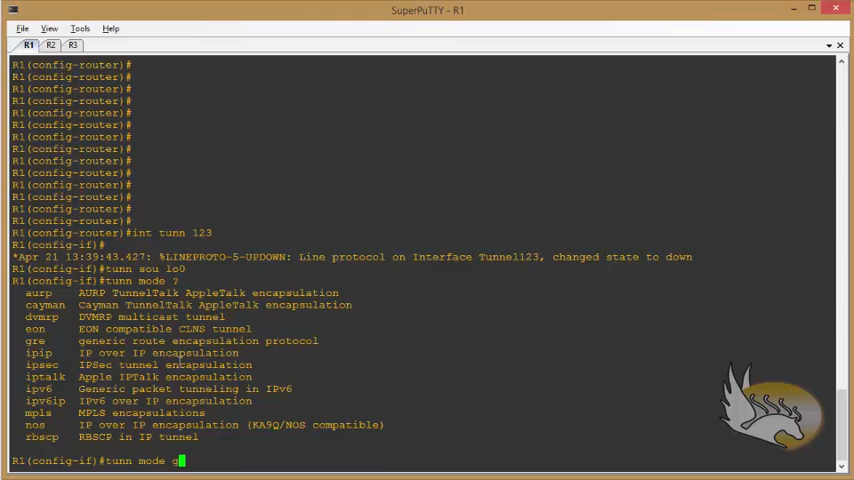 SuperPuTTY - R1
File View Tools Help
R1 R2 R3
R1(config-router)#
R1(config-router)#
R1(config-router)#
R1(config-router)#
R1(config-router)#
R1(config-router)#
R1(config-router)#
R1(config-router)#
R1(config-router)#
R1(config-router)#
R1(config-router)#
R1(config-router)#
R1(config-router)#
R1(config-router)#
R1(config-router)#int tunn 123
R1(config-if)#
*Apr 21 13:39:43.427: %LINEPROTO-5-UPDOWN: Line protocol on Interface Tunnel123, changed state to down
R1(config-if)#tunn sou lo0
R1(config-if)#tunn mode ?
aurp AURP TunnelTalk AppleTalk encapsulation
cayman Cayman TunnelTalk AppleTalk encapsulation
dvmrp DVMRP multicast tunnel
eon EON compatible CLNS tunnel
gre generic route encapsulation protocol
ipip IP over IP encapsulation
ipsec IPSec tunnel encapsulation
iptalk Apple IPTalk encapsulation
ipv6 Generic packet tunneling in IPv6
ipv6ip IPv6 over IP encapsulation
mpls MPLS encapsulations
nos IP over IP encapsulation (KA9Q/NOS compatible)
rbscp RBSCP in IP tunnel
R1(config-if)#tunn mode g